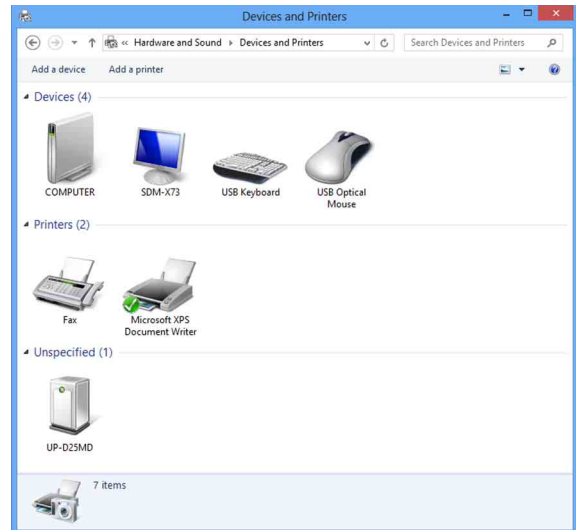 Devices and Printers
« Hardware and Sound ▸ Devices and Printers
Search Devices and Printers
Add a device Add a printer
Devices (4)
COMPUTER
SDM-X73
USB Keyboard
USB Optical
Mouse
Printers (2)
Fax
Microsoft XPS
Document Writer
Unspecified (1)
UP-D25MD
7 items